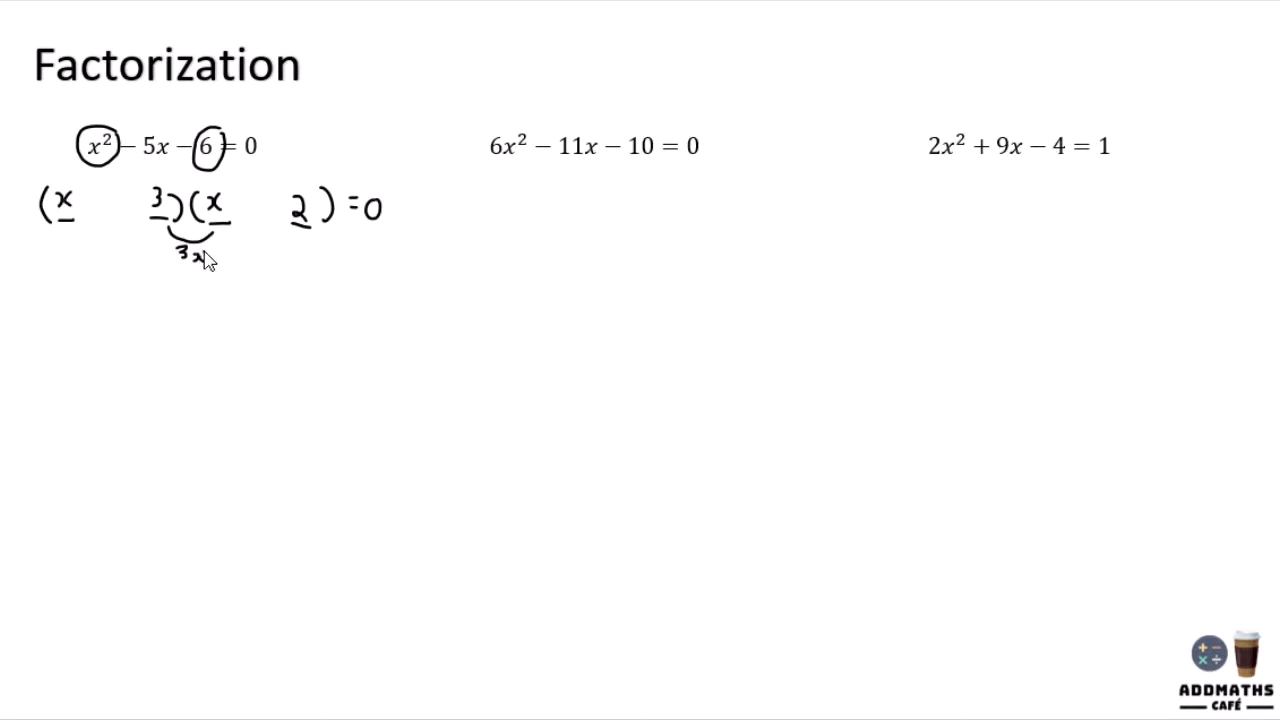 Factorization
x² − 5x − 6 = 0
6x² − 11x − 10 = 0
2x² + 9x − 4 = 1
(x 3)(x 2) = 0
3x
ADDMATHS
CAFÉ